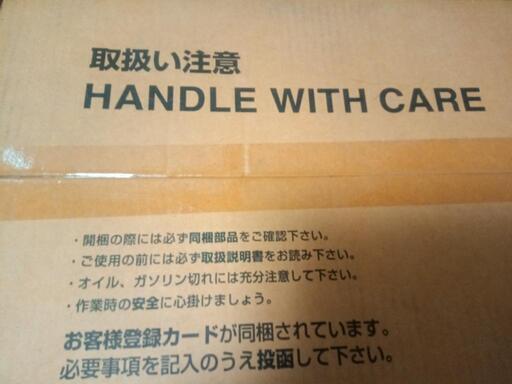 取扱い注意
HANDLE WITH CARE
・開梱の際には必ず同梱部品をご確認下さい。
・ご使用の前には必ず取扱説明書をお読み下さい。
・オイル、ガソリン切れには充分注意して下さい。
・作業時の安全に心掛けましょう。
お客様登録カードが同梱されています。
必要事項を記入のうえ投函して下さい。